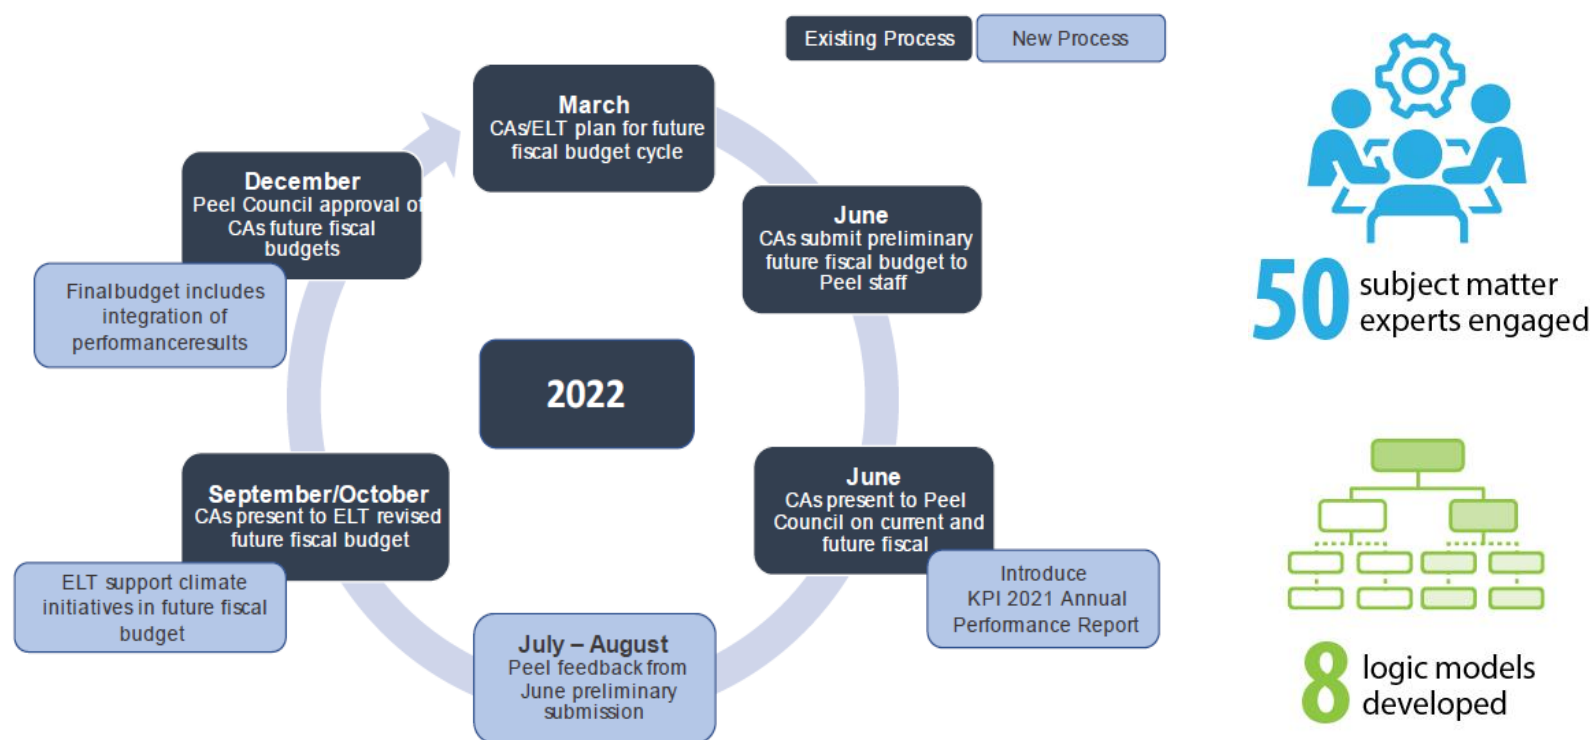 Existing Process
New Process
March
CAs/ELT plan for future
fiscal budget cycle
June
CAs submit preliminary
future fiscal budget to
Peel staff
June
CAs present to Peel
Council on current and
future fiscal
Introduce
KPI 2021 Annual
Performance Report
July – August
Peel feedback from
June preliminary
submission
September/October
CAs present to ELT revised
future fiscal budget
ELT support climate
initiatives in future fiscal
budget
December
Peel Council approval of
CAs future fiscal
budgets
Finalbudget includes
integration of
performanceresults
2022
50 subject matter
experts engaged
8 logic models
developed